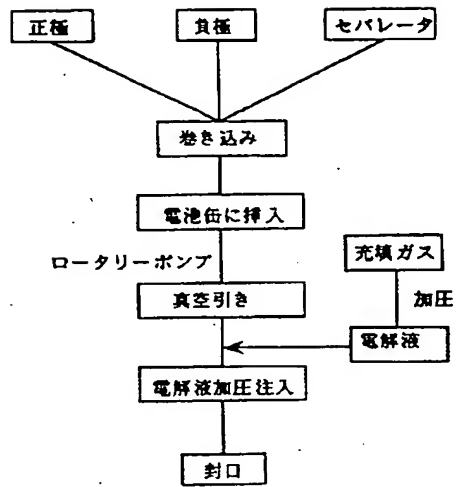 正極
負極
セパレータ
巻き込み
電池缶に挿入
ロータリーポンプ
充填ガス
加圧
真空引き
電解液
電解液加圧注入
封口